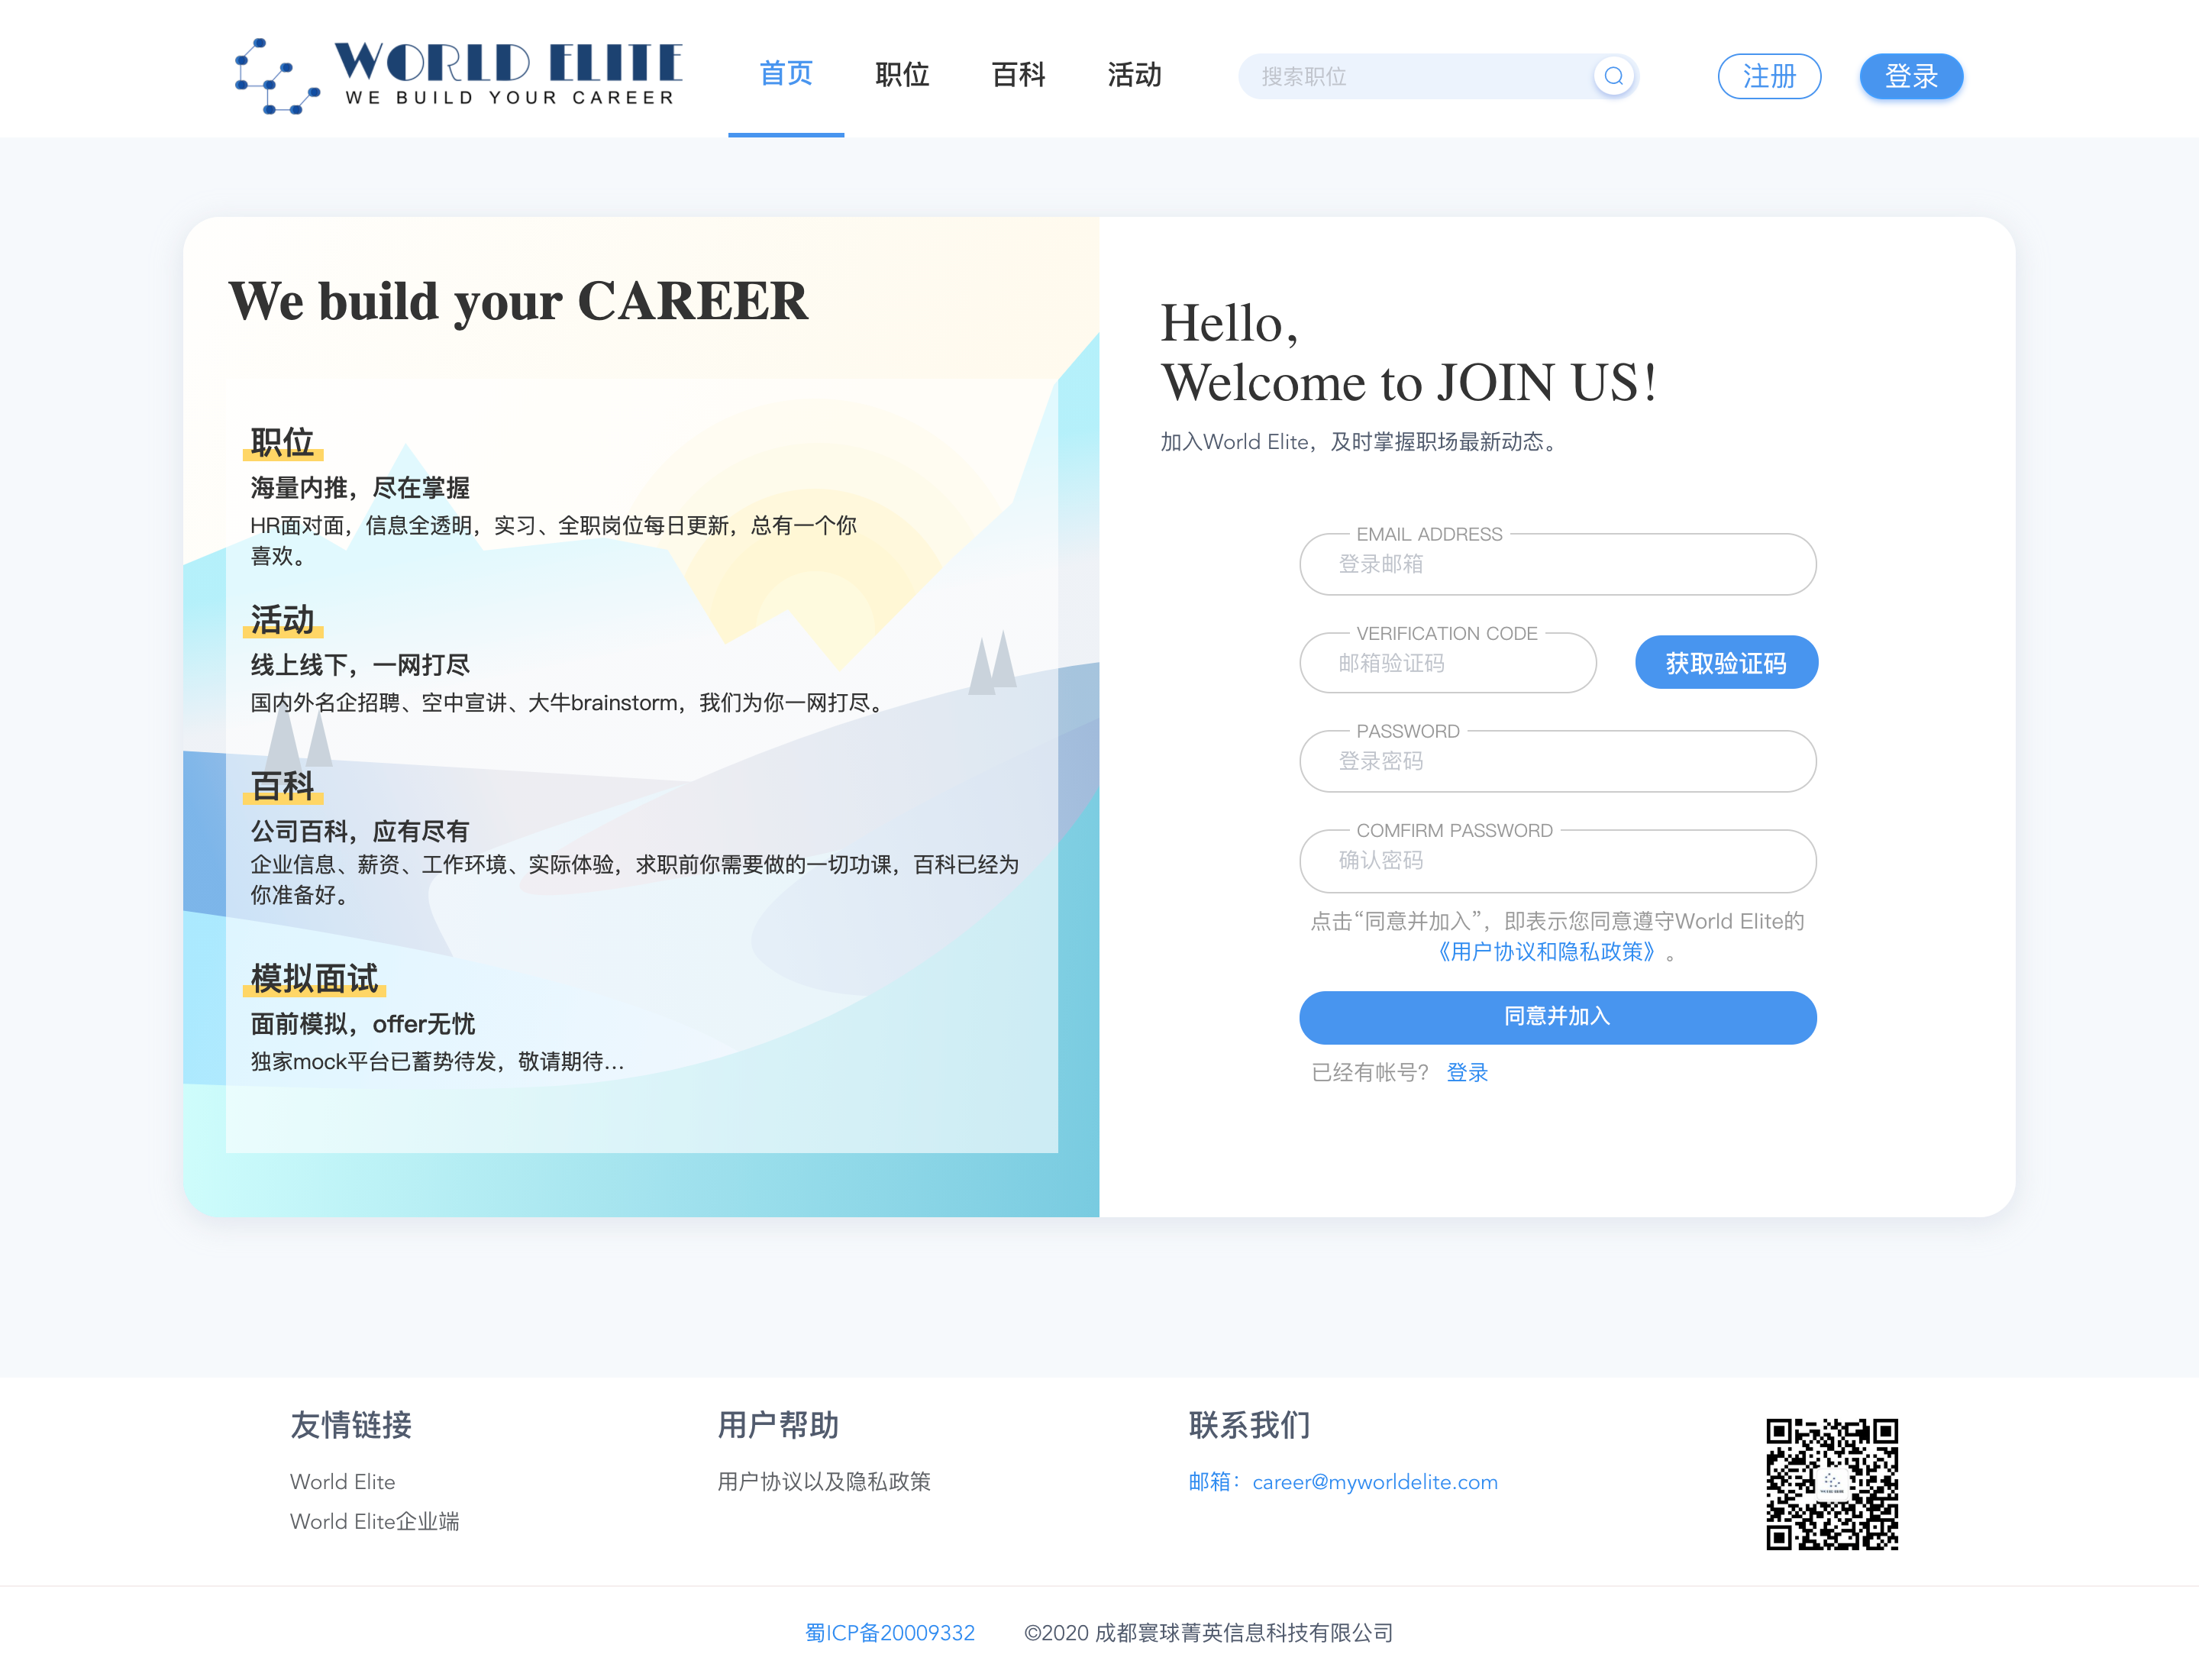 WORLD ELITE
WE BUILD YOUR CAREER
首页
职位
百科
活动
搜索职位
注册
登录
We build your CAREER
职位
海量内推，尽在掌握
HR面对面，信息全透明，实习、全职岗位每日更新，总有一个你
喜欢。
活动
线上线下，一网打尽
国内外名企招聘、空中宣讲、大牛brainstorm，我们为你一网打尽。
百科
公司百科，应有尽有
企业信息、薪资、工作环境、实际体验，求职前你需要做的一切功课，百科已经为
你准备好。
模拟面试
面前模拟，offer无忧
独家mock平台已蓄势待发，敬请期待...
Hello,
Welcome to JOIN US!
加入World Elite，及时掌握职场最新动态。
EMAIL ADDRESS
登录邮箱
VERIFICATION CODE
邮箱验证码
获取验证码
PASSWORD
登录密码
COMFIRM PASSWORD
确认密码
点击“同意并加入”，即表示您同意遵守World Elite的
《用户协议和隐私政策》。
同意并加入
已经有帐号？ 登录
友情链接
World Elite
World Elite企业端
用户帮助
用户协议以及隐私政策
联系我们
邮箱：career@myworldelite.com
蜀ICP备20009332
©2020 成都寰球菁英信息科技有限公司